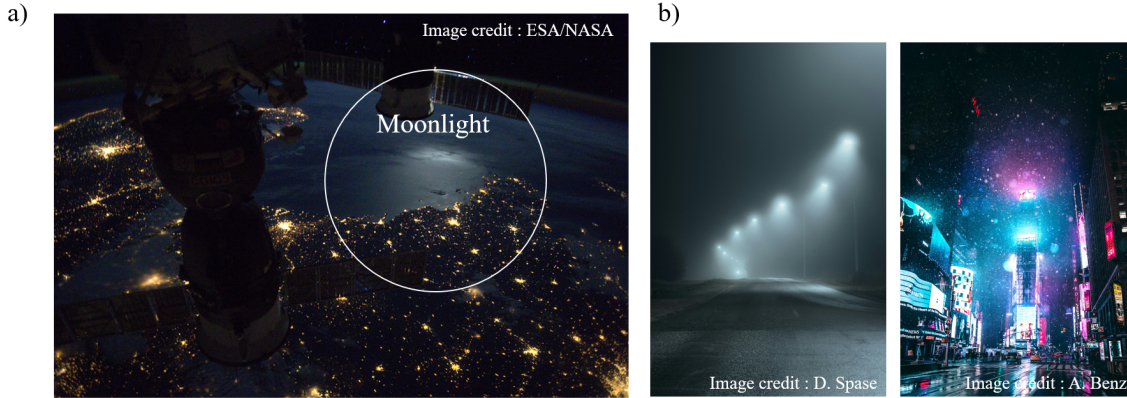 a)
Image credit : ESA/NASA
Moonlight
b)
Image credit : D. Spase
Image credit : A. Benz